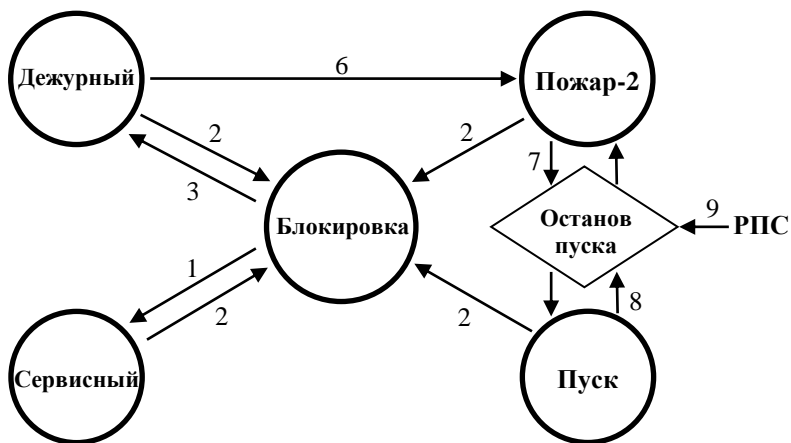 Дежурный
6
Пожар-2
2
3
2
7
Блокировка
Останов
пуска
9
РПС
1
2
2
8
Сервисный
Пуск